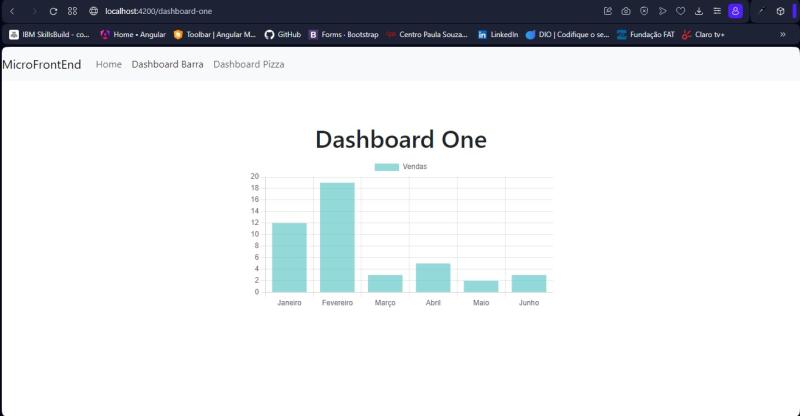 localhost:4200/dashboard-one
IBM SkillsBuild - co... Home • Angular Toolbar | Angular M... GitHub Forms · Bootstrap Centro Paula Souza... LinkedIn DIO | Codifique o se... Fundação FAT Claro tv+ »
MicroFrontEnd Home Dashboard Barra Dashboard Pizza
Dashboard One
Vendas
20
18
16
14
12
10
8
6
4
2
0
Janeiro Fevereiro Março Abril Maio Junho